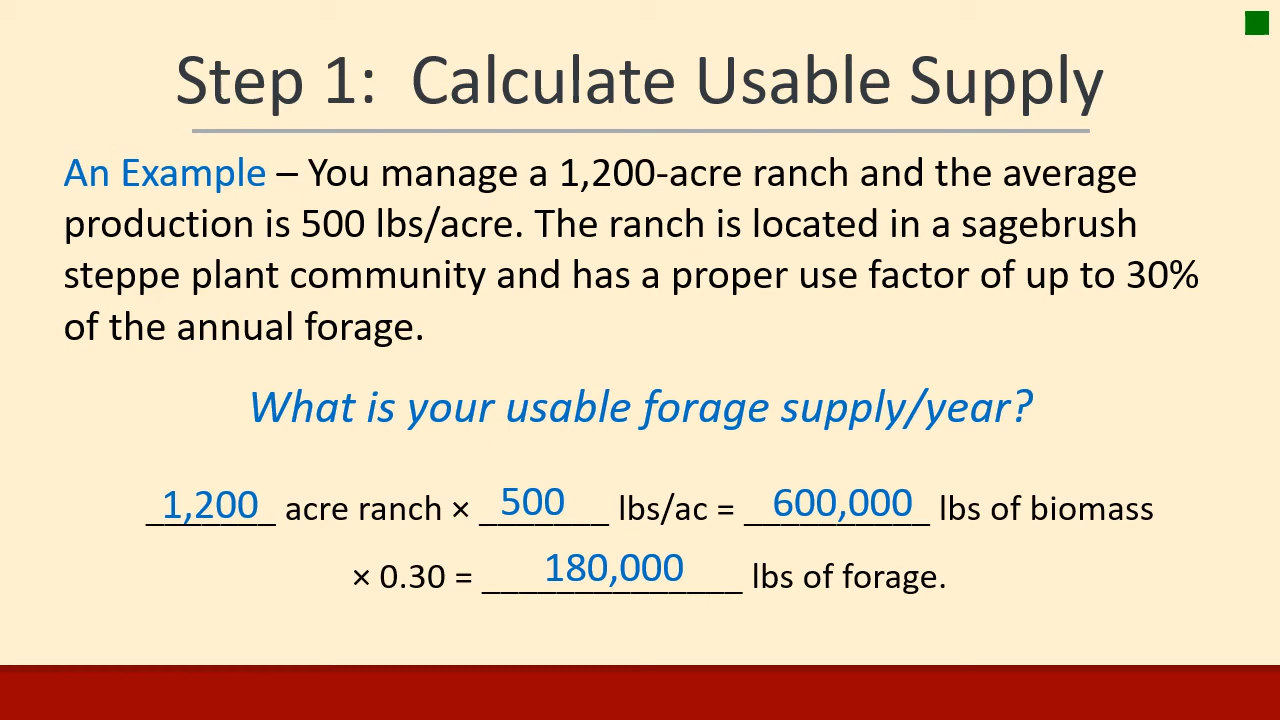 Step 1: Calculate Usable Supply
An Example – You manage a 1,200-acre ranch and the average
production is 500 lbs/acre. The ranch is located in a sagebrush
steppe plant community and has a proper use factor of up to 30%
of the annual forage.
What is your usable forage supply/year?
1,200 acre ranch × 500 lbs/ac = 600,000 lbs of biomass
× 0.30 = 180,000 lbs of forage.